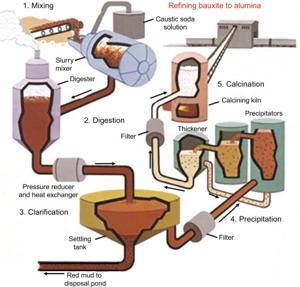 1. Mixing
Refining bauxite to alumina
Caustic soda
solution
Slurry
mixer
Digester
5. Calcination
2. Digestion
Calcining kiln
Precipitators
Filter
Thickener
Pressure reducer
and heat exchanger
3. Clarification
4. Precipitation
Settling
tank
Filter
Red mud to
disposal pond